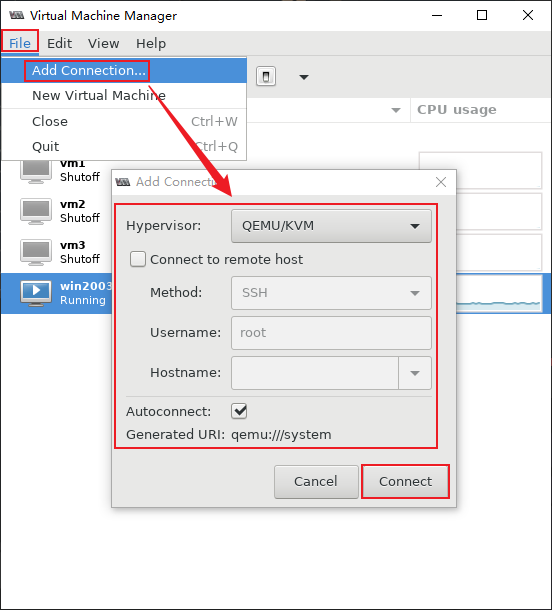 Virtual Machine Manager
File Edit View Help
Add Connection...
New Virtual Machine
CPU usage
Close Ctrl+W
Quit Ctrl+Q
vm1
Shutoff
Add Connection
vm2
Shutoff
Hypervisor: QEMU/KVM
vm3
Shutoff
Connect to remote host
win2003
Running
Method: SSH
Username: root
Hostname:
Autoconnect:
Generated URI: qemu:///system
Cancel Connect